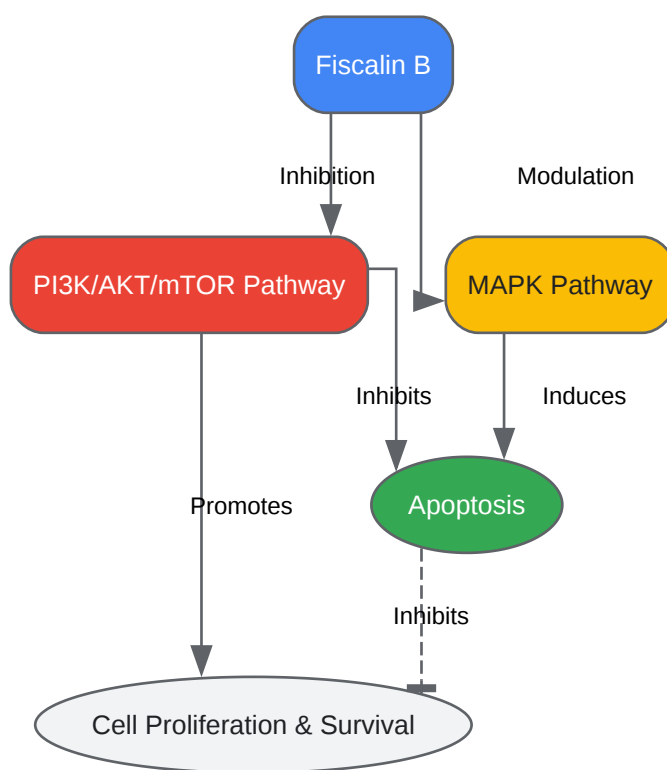 Fiscalin B
Inhibition
Modulation
PI3K/AKT/mTOR Pathway
MAPK Pathway
Inhibits
Induces
Promotes
Apoptosis
Inhibits
Cell Proliferation & Survival